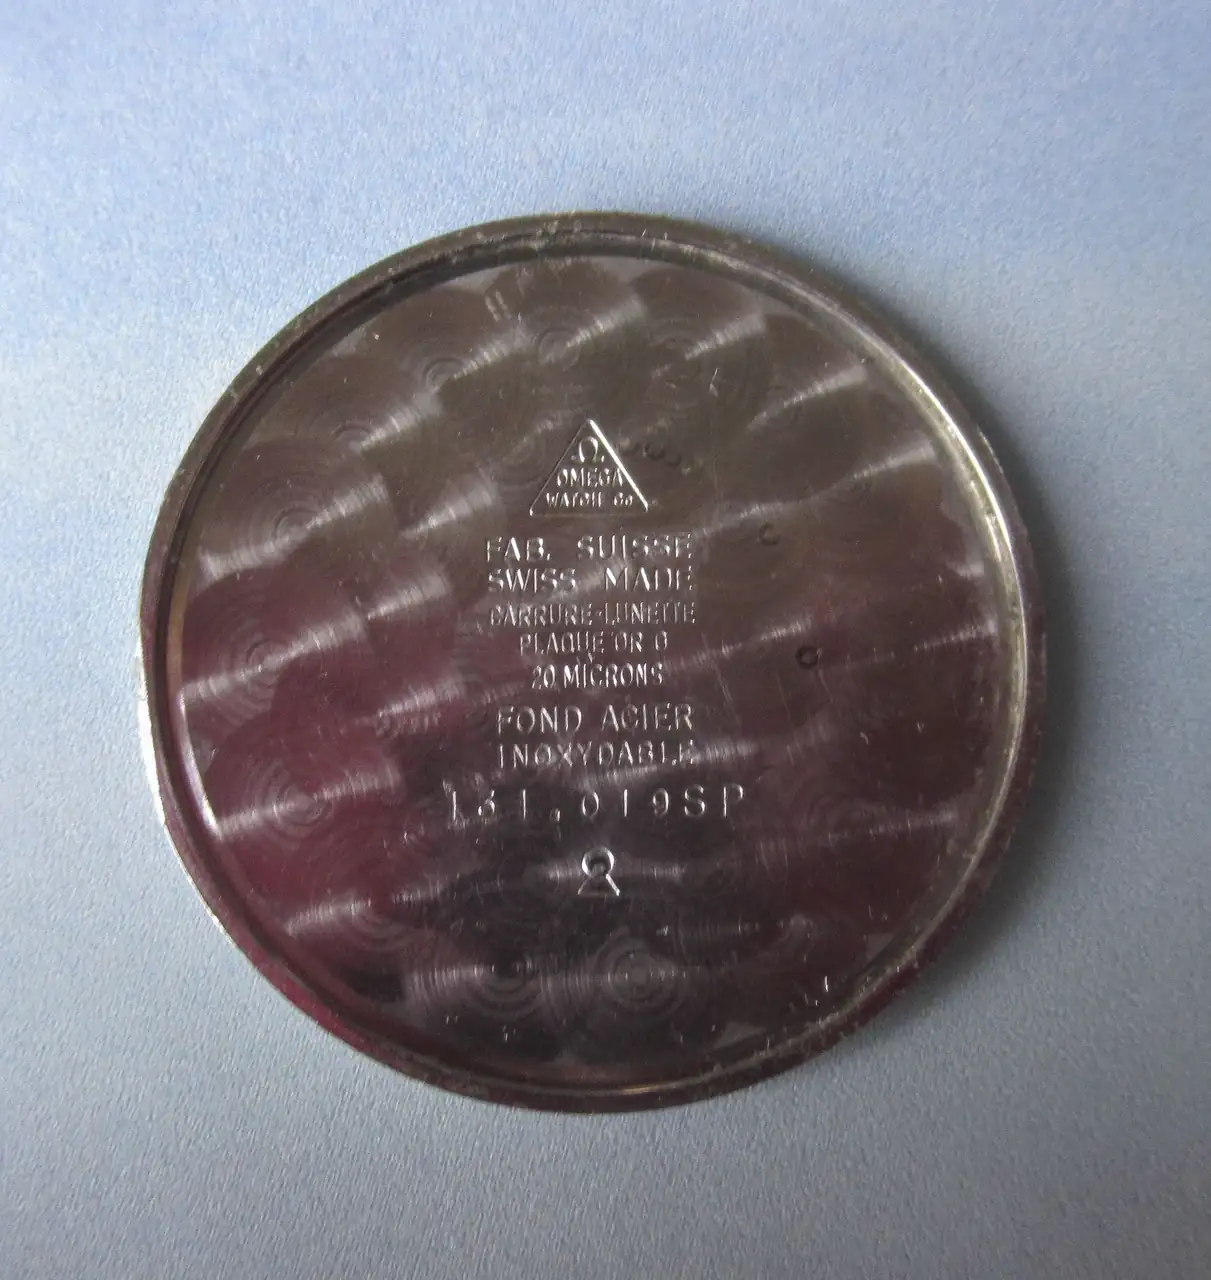 Ω
OMEGA
WATCH Co
FAB. SUISSE
SWISS MADE
CARRURE-LUNETTE
PLAQUE OR G
20 MICRONS
FOND ACIER
INOXYDABLE
131.019SP